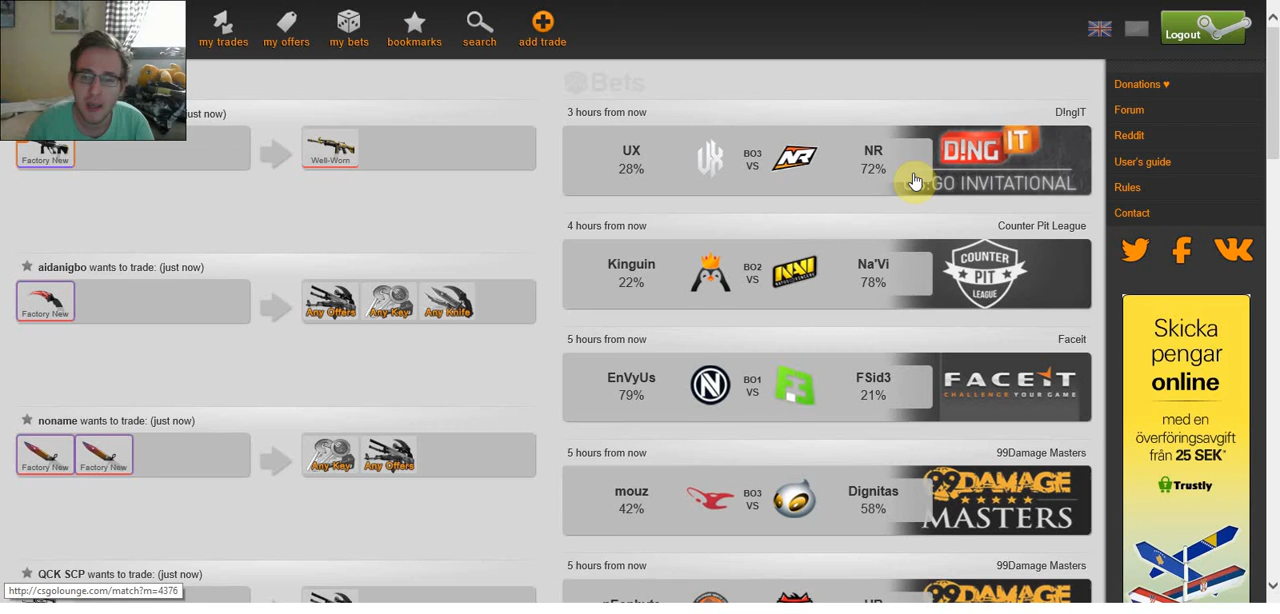 my trades
my offers
my bets
bookmarks
search
add trade
Logout
Bets
just now)
Factory New
Well-Worn
3 hours from now
D!ngIT
UX
28%
BO3
VS
NR
72%
D!NG IT
GO INVITATIONAL
4 hours from now
Counter Pit League
Kinguin
22%
BO2
VS
NAVI
Na'Vi
78%
COUNTER
PIT
LEAGUE
aidanigbo wants to trade: (just now)
Factory New
Any Offers
Any Key
Any Knife
5 hours from now
Faceit
EnVyUs
79%
BO1
VS
FSid3
21%
FACEIT
CHALLENGE YOUR GAME
noname wants to trade: (just now)
Factory New
Factory New
Any Key
Any Offers
5 hours from now
99Damage Masters
mouz
42%
BO3
VS
Dignitas
58%
99DAMAGE
MASTERS
QCK SCP wants to trade: (just now)
5 hours from now
99Damage Masters
http://csgolounge.com/match?m=4376
Donations ♥
Forum
Reddit
User's guide
Rules
Contact
Skicka
pengar
online
med en
överföringsavgift
från 25 SEK*
Trustly